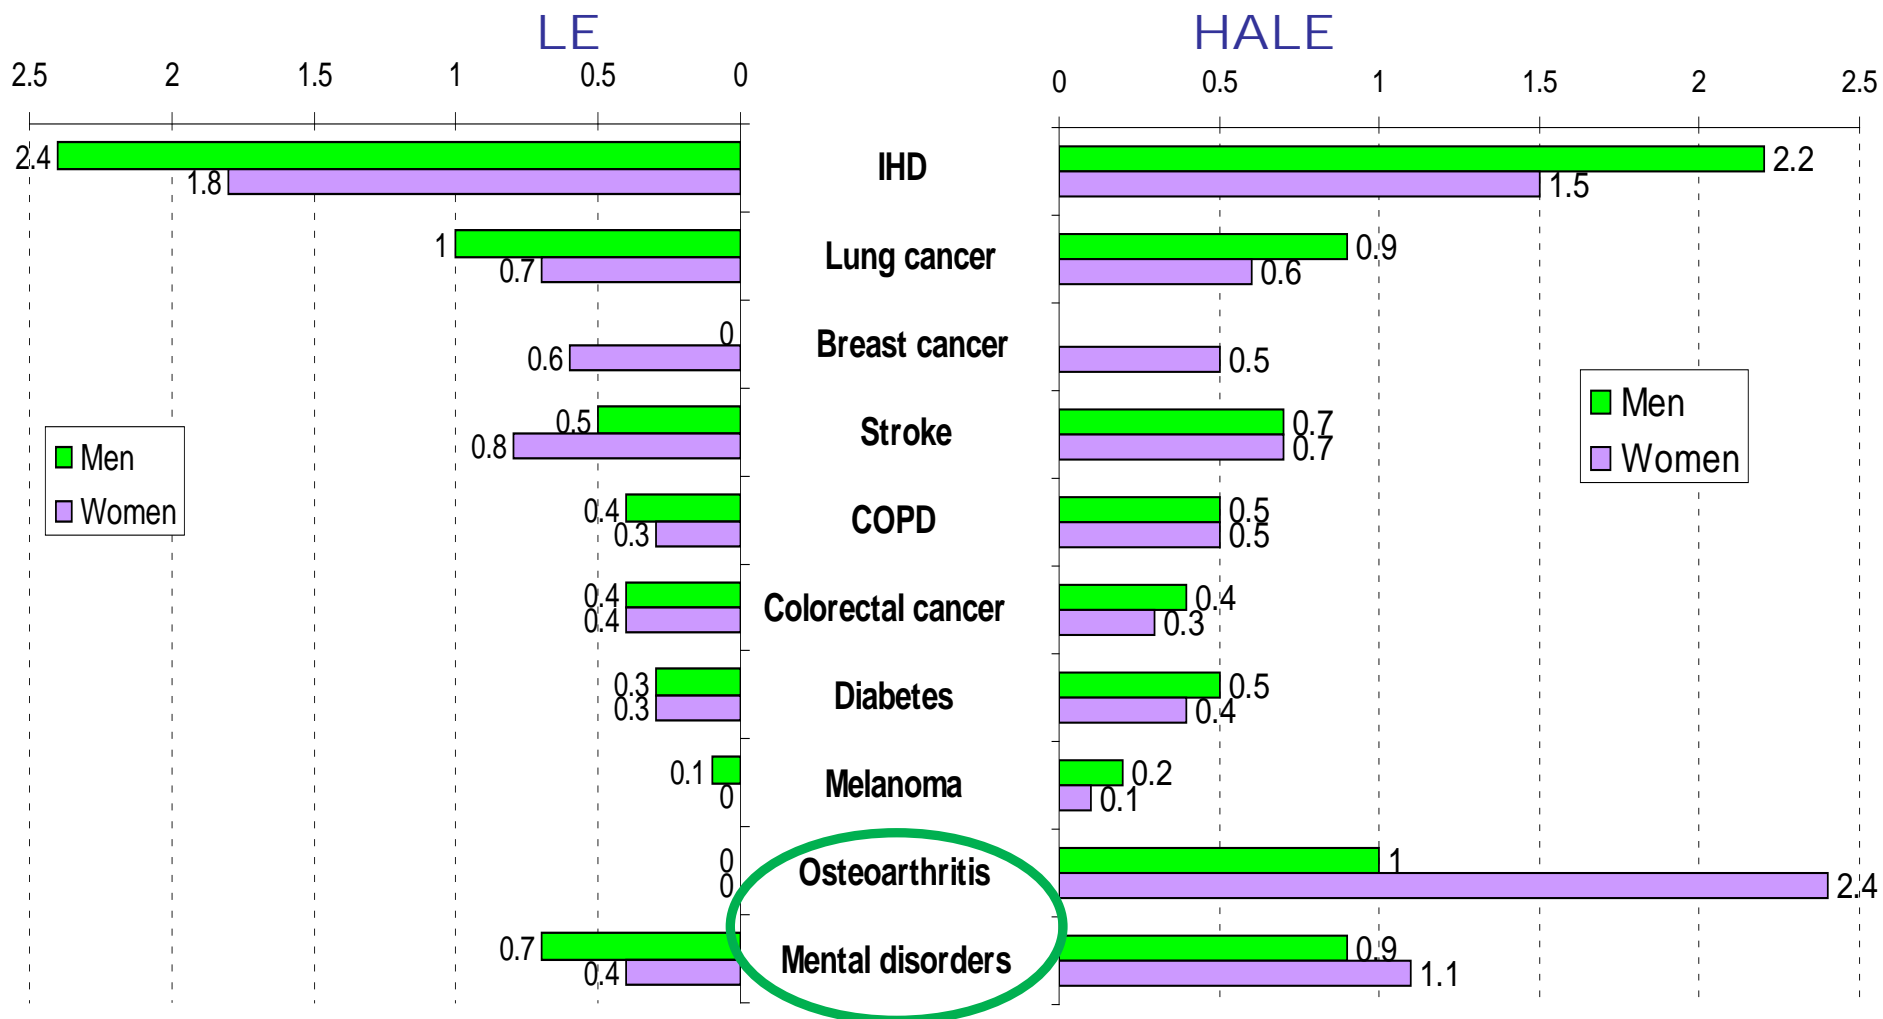 LE HALE
2.5 2 1.5 1 0.5 0
0 0.5 1 1.5 2 2.5
2.4 IHD 2.2
1.8 1.5
1 Lung cancer 0.9
0.7 0.6
0 Breast cancer
0.6 0.5
0.5 Stroke 0.7
0.8 0.7
0.4 COPD 0.5
0.3 0.5
0.4 Colorectal cancer 0.4
0.4 0.3
0.3 Diabetes 0.5
0.3 0.4
0.1 Melanoma 0.2
0 0.1
0 Osteoarthritis 1
0 2.4
0.7 Mental disorders 0.9
0.4 1.1
Men
Women
Men
Women